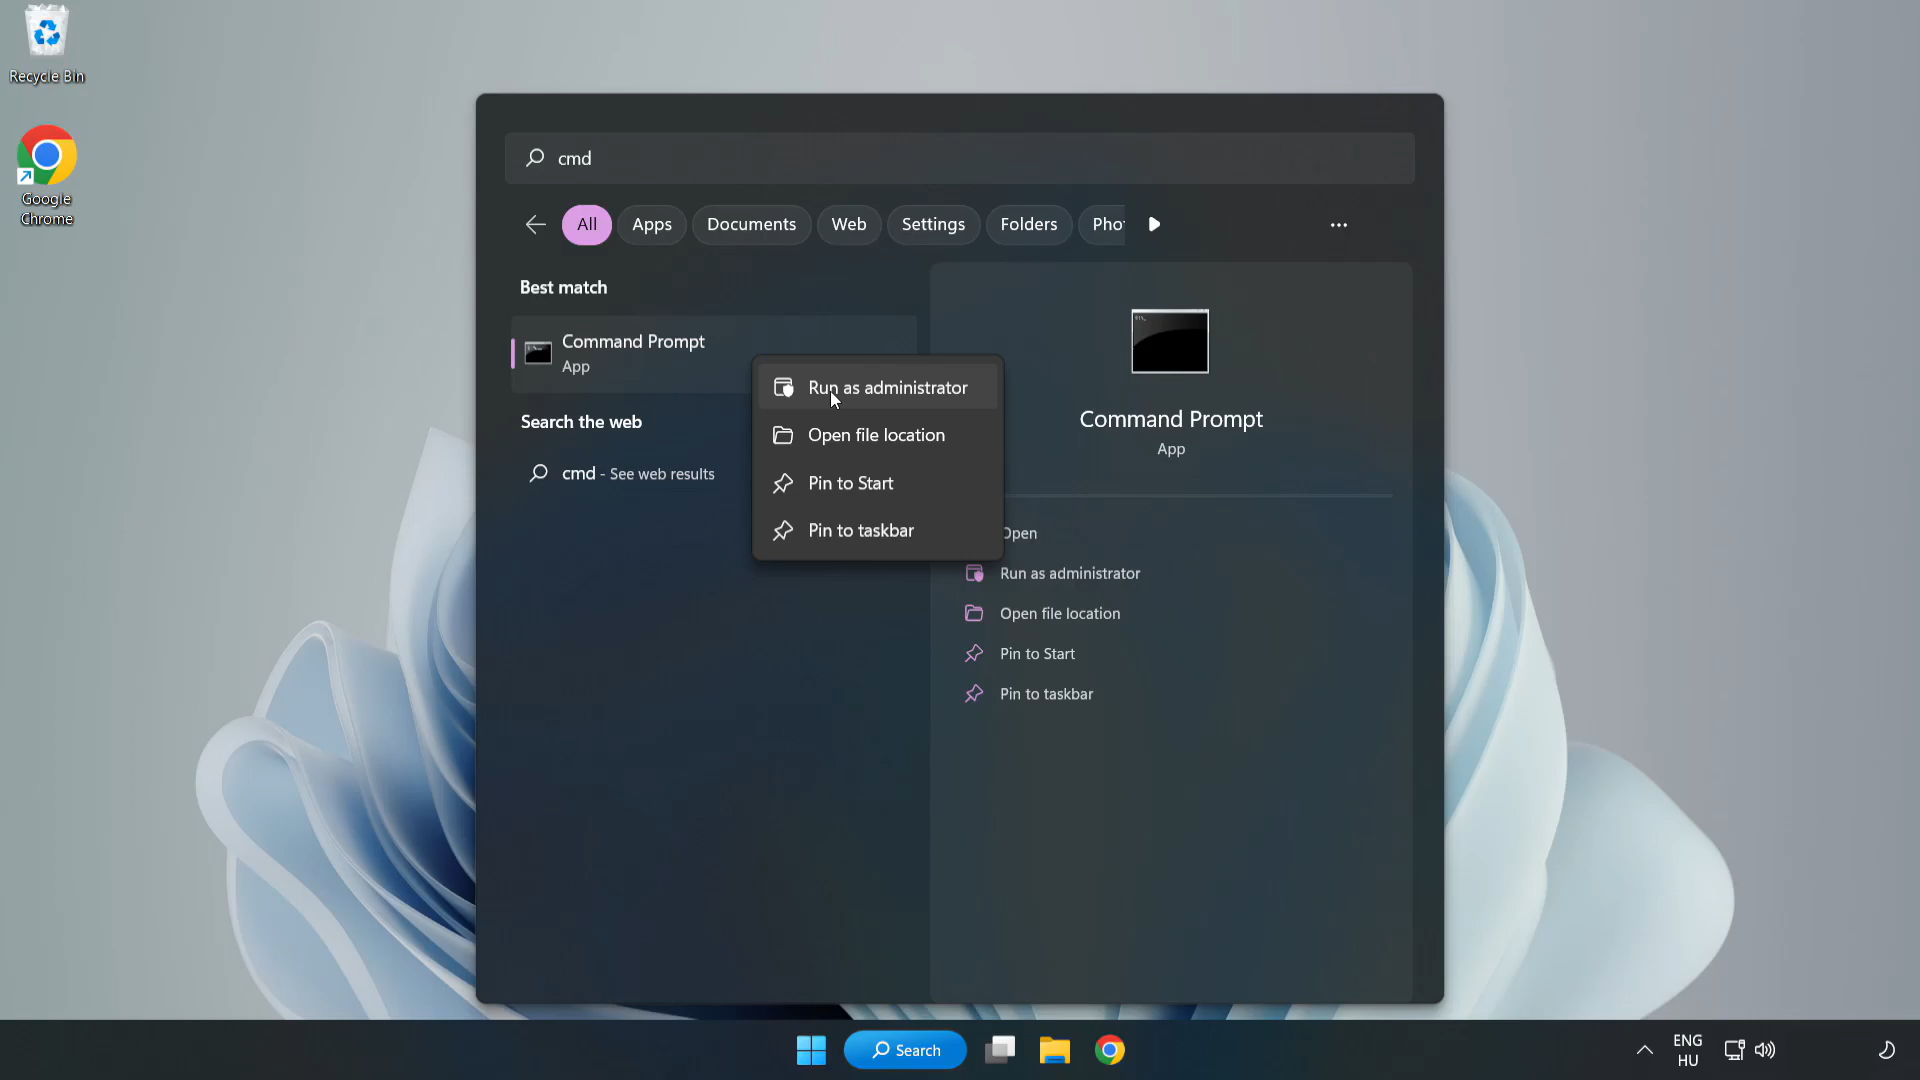 Recycle Bin
Google
Chrome
cmd
All
Apps
Documents
Web
Settings
Folders
Pho
Best match
Command Prompt
App
Search the web
cmd - See web results
Run as administrator
Open file location
Pin to Start
Pin to taskbar
Command Prompt
App
Open
Run as administrator
Open file location
Pin to Start
Pin to taskbar
Search
ENG
HU